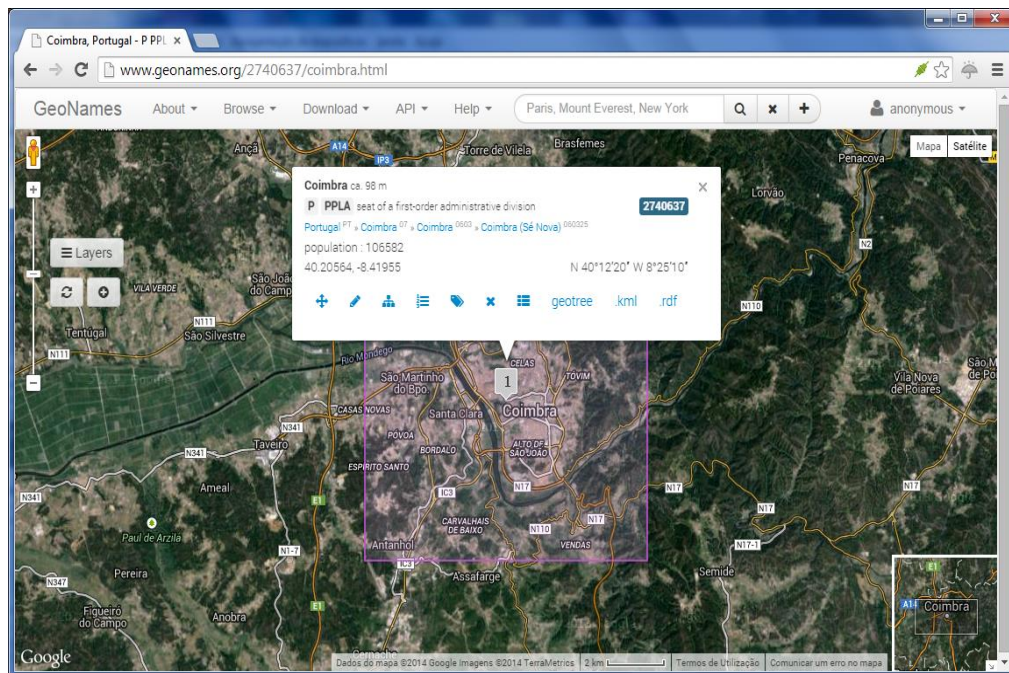 Coimbra, Portugal - P PPL
www.geonames.org/2740637/coimbra.html
GeoNames About Browse Download API Help Paris, Mount Everest, New York anonymous
Ançã A14 IP3 Torre de Vilela Brasfemes Penacova Mapa Satélite
Coimbra ca. 98 m
P PPLA seat of a first-order administrative division 2740637
Portugal PT » Coimbra 07 » Coimbra 0603 » Coimbra (Sé Nova) 060325
population : 106582
40.20564, -8.41955 N 40°12'20" W 8°25'10"
geotree .kml .rdf
Lorvão
N2
Layers
São João
do Campo
VILA VERDE
N110
Tentúgal
N111
São Silvestre
N111
Rio Mondego
CELAS
1
São Martinho
do Bpo.
TOVIM
São M
de Po
Vila Nova
de Poiares
CASAS NOVAS
Santa Clara
Coimbra
N341
POVOA
Taveiro
BORDALO
ALTO DE
SÃO JOÃO
N341
ESPIRITO SANTO
N341
Ameal
E1
IC3
N17
N17
N17
N17
Paul de Arzila
CARVALHAIS
DE BAIXO
N110
N17
Antanhol
VENDAS
N1-7
N17-1
IC3
Pereira
Assafarge
Semide
N347
E1
Figueiró
do Campo
Anobra
E1
A14
Coimbra
Cernache
Google
Dados do mapa ©2014 Google Imagens ©2014 TerraMetrics 2 km Termos de Utilização Comunicar um erro no mapa